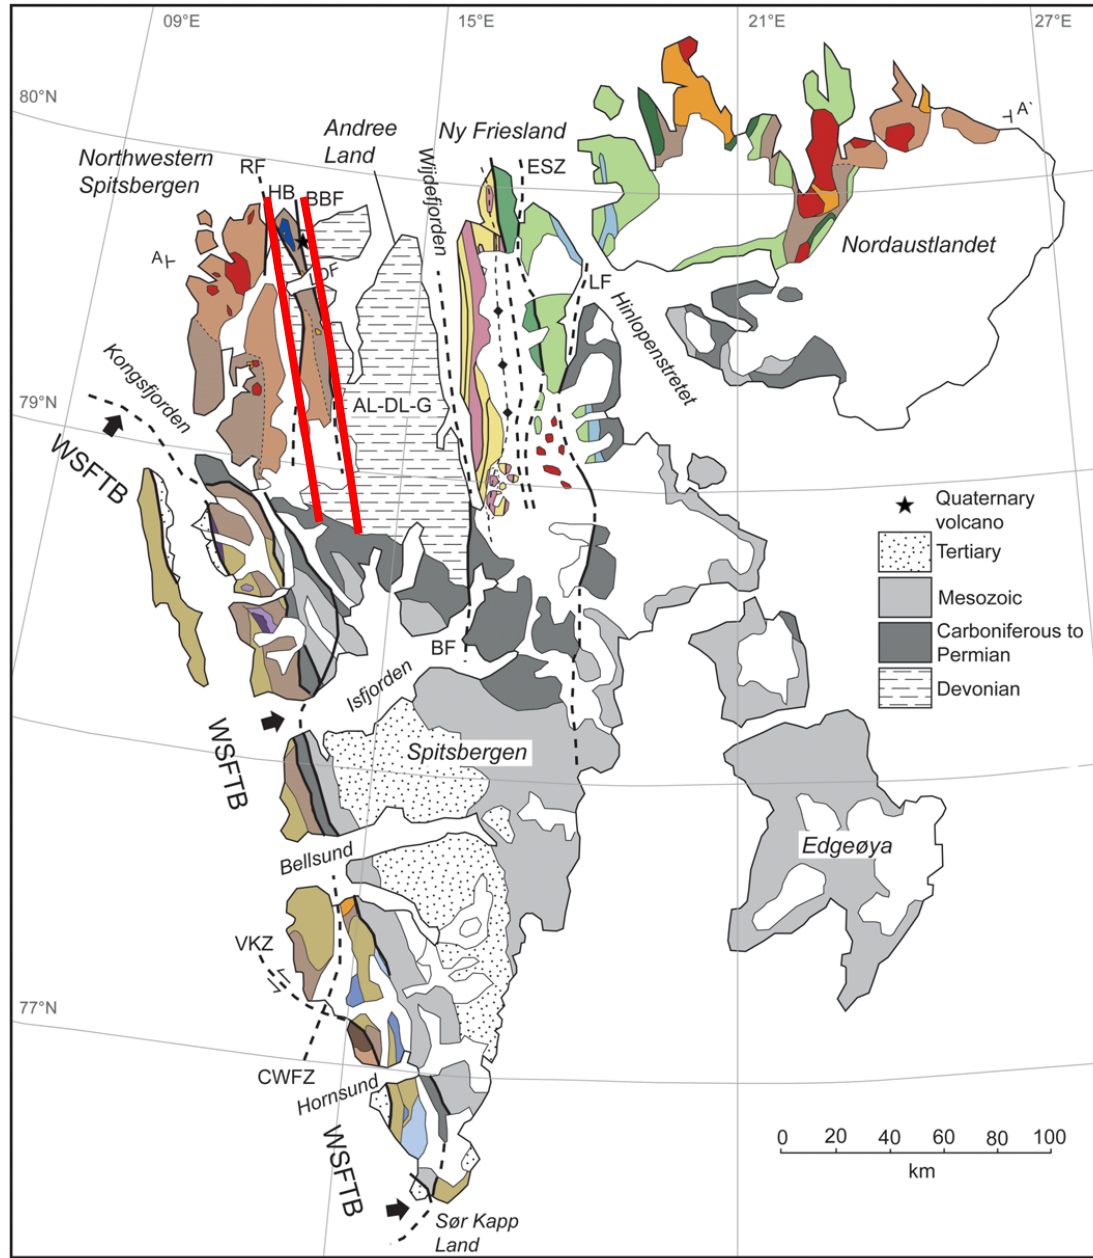 09°E
15°E
21°E
27°E
80°N
Andree
Land
Ny Friesland
A`
Northwestern
Spitsbergen
RF
HB
BBF
Wijdefjorden
ESZ
Nordaustlandet
A
LF
Hinlopenstretet
Kongsfjorden
79°N
AL-DL-G
WSFTB
Quaternary
volcano
Tertiary
Mesozoic
Carboniferous to
Permian
Devonian
BF
Isfjorden
WSFTB
Spitsbergen
Edgeøya
Bellsund
VKZ
77°N
CWFZ
Hornsund
WSFTB
0 20 40 60 80 100
km
Sør Kapp
Land